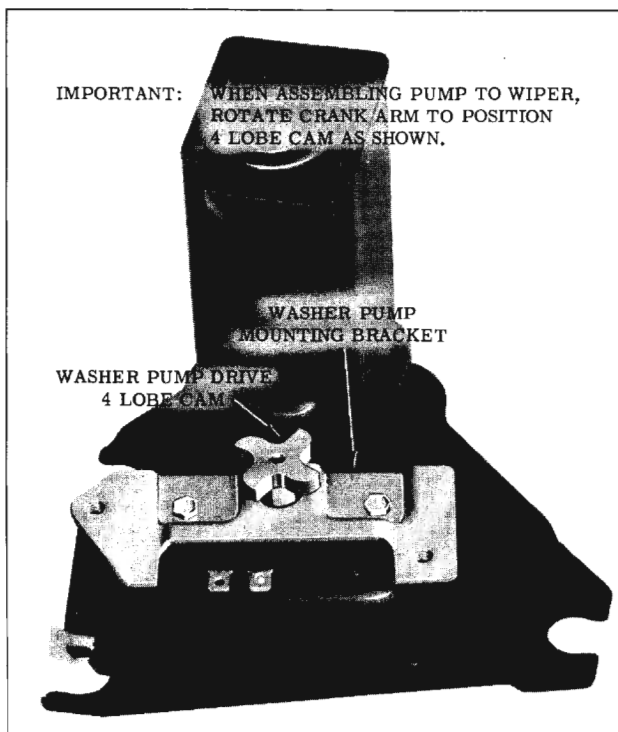 IMPORTANT: WHEN ASSEMBLING PUMP TO WIPER,
ROTATE CRANK ARM TO POSITION
4 LOBE CAM AS SHOWN.
WASHER PUMP
MOUNTING BRACKET
WASHER PUMP DRIVE
4 LOBE CAM